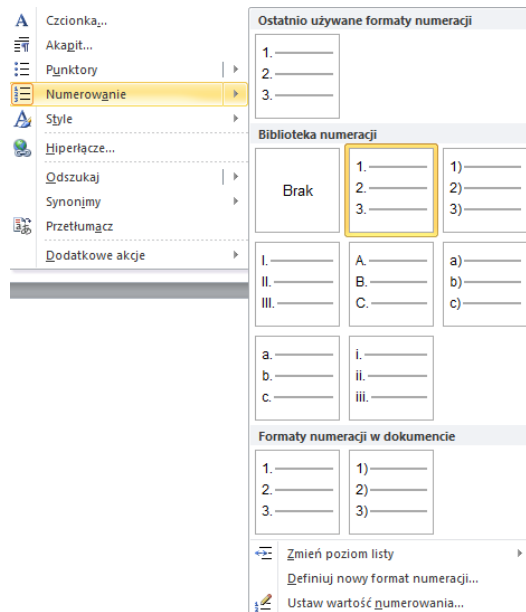 Czcionka...
Akapit...
Punktory
Numerowanie
Style
Hiperłącze...
Odszukaj
Synonimy
Przetłumacz
Dodatkowe akcje
Ostatnio używane formaty numeracji
1.
2.
3.
Biblioteka numeracji
Brak
1.
2.
3.
1)
2)
3)
I.
II.
III.
A.
B.
C.
a)
b)
c)
a.
b.
c.
i.
ii.
iii.
Formaty numeracji w dokumencie
1.
2.
3.
1)
2)
3)
Zmień poziom listy
Definiuj nowy format numeracji...
Ustaw wartość numerowania...